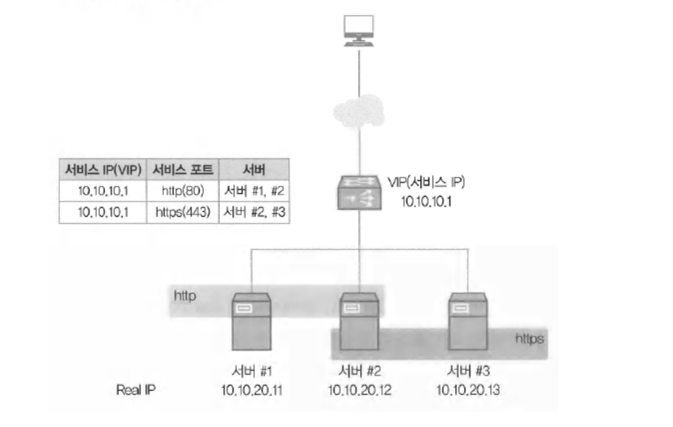 서비스 IP(VIP) 서비스 포트 서버
10.10.10.1 http(80) 서버 #1, #2
10.10.10.1 https(443) 서버 #2, #3
VIP(서비스 IP)
10.10.10.1
http
https
서버 #1 서버 #2 서버 #3
Real IP 10.10.20.11 10.10.20.12 10.10.20.13